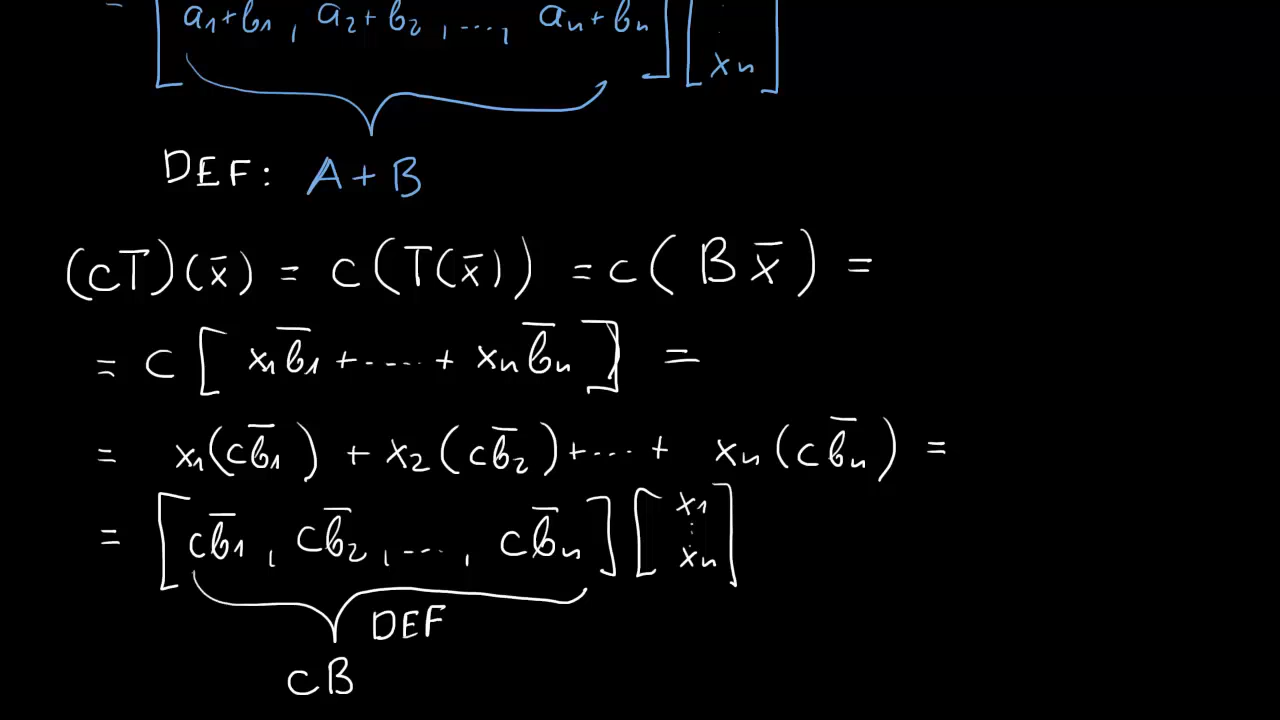 = [a1+b1, a2+b2, ..., an+bn] [⋮ xn]
DEF: A+B
(cT)(x̄) = c(T(x̄)) = c(Bx̄) =
= c[x1b̄1 + .... + xnb̄n] =
= x1(cb̄1) + x2(cb̄2) + ... + xn(cb̄n) =
= [cb̄1, cb̄2, ..., cb̄n] [x1 ⋮ xn]
DEF
cB